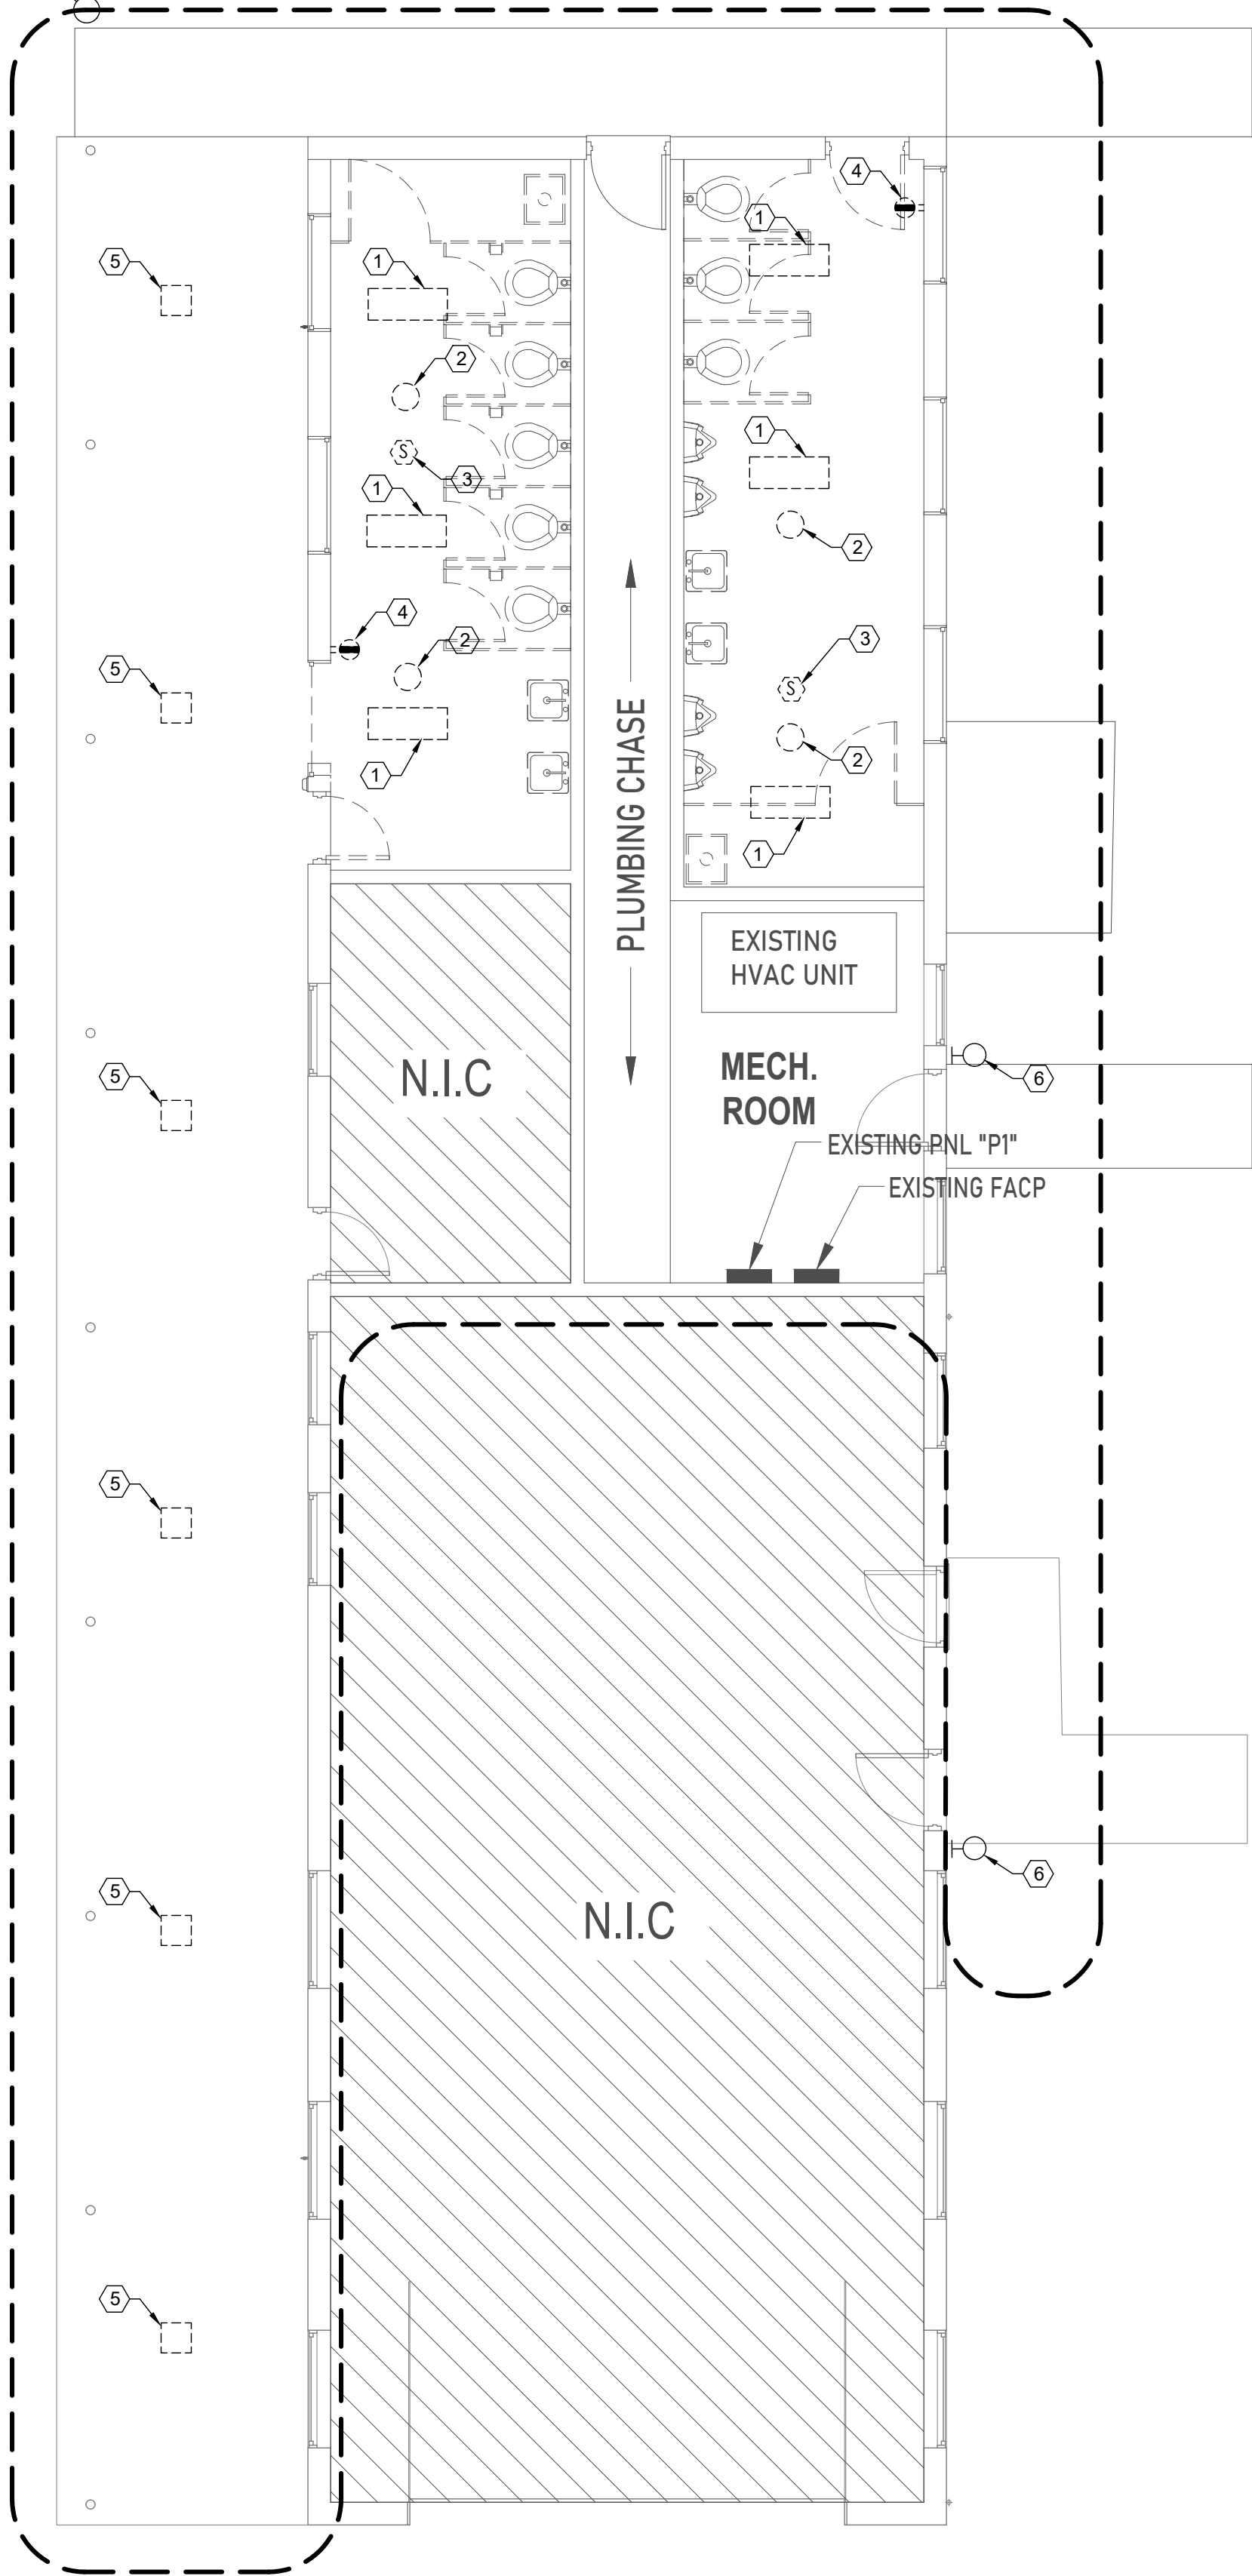 4
1
1
5
2
1
3
S
1
2
4
3
2
S
5
2
1
1
PLUMBING CHASE
EXISTING
HVAC UNIT
N.I.C
MECH.
ROOM
6
5
EXISTING PNL "P1"
EXISTING FACP
5
6
5
N.I.C
5